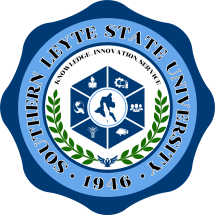 SOUTHERN LEYTE STATE UNIVERSITY
KNOWLEDGE.INNOVATION.SERVICE
• 1946 •